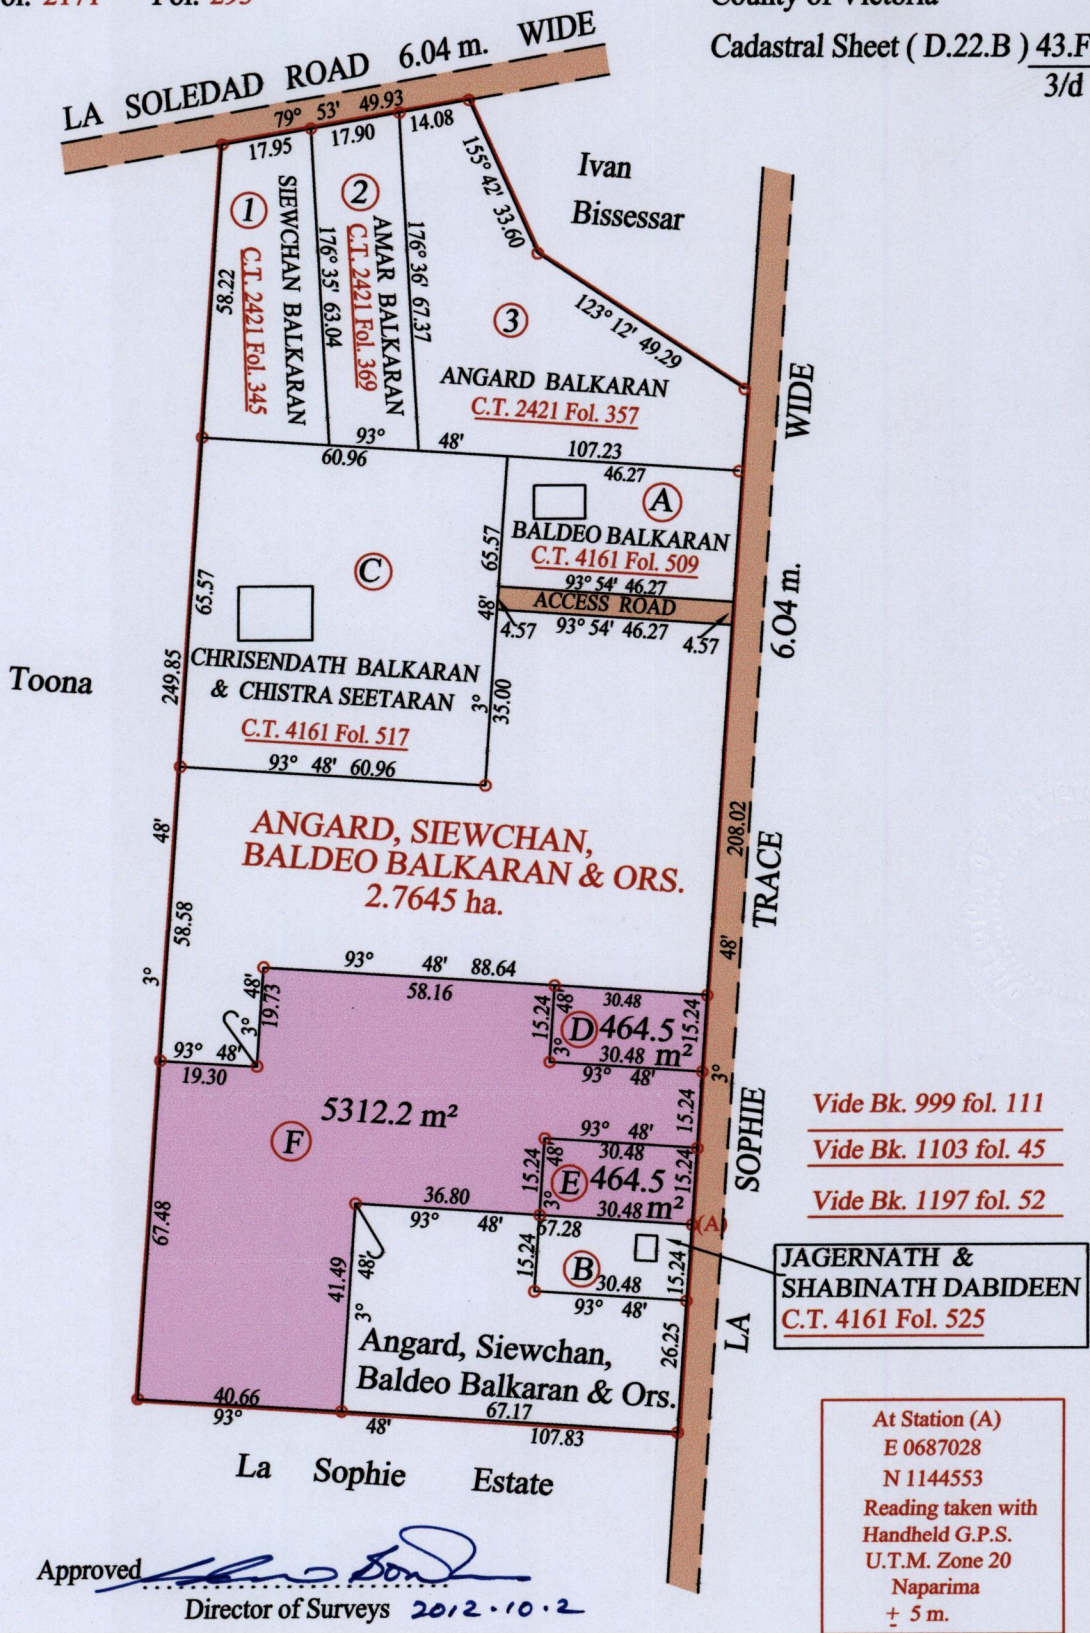 Fol. 293
County of Victoria
Cadastral Sheet ( D.22.B ) 43.F
3/d
LA SOLEDAD ROAD 6.04 m. WIDE
79° 53' 49.93
17.95
17.90
14.08
155° 42' 33.60
Ivan
Bissessar
123° 12' 49.29
1
SIEWCHAN BALKARAN
C.T. 2421 Fol. 345
58.22
176° 35' 63.04
2
AMAR BALKARAN
C.T. 2421 Fol. 369
176° 36' 67.37
3
ANGARD BALKARAN
C.T. 2421 Fol. 357
93° 48' 107.23
60.96
46.27
A
BALDEO BALKARAN
C.T. 4161 Fol. 509
93° 54' 46.27
ACCESS ROAD
93° 54' 46.27
4.57
4.57
65.57
3° 48'
35.00
C
65.57
CHRISENDATH BALKARAN
& CHISTRA SEETARAN
C.T. 4161 Fol. 517
93° 48' 60.96
Toona
249.85
3° 48'
58.58
ANGARD, SIEWCHAN,
BALDEO BALKARAN & ORS.
2.7645 ha.
LA SOPHIE TRACE 6.04 m. WIDE
3° 48' 208.02
93° 48' 88.64
58.16
30.48
3° 48'
19.73
93° 48'
19.30
15.24
3° 48'
D 464.5
m²
15.24
30.48
93° 48'
15.24
5312.2 m²
F
93° 48'
30.48
15.24
3° 48'
E 464.5
m²
15.24
30.48
36.80
93° 48' 67.28
(A)
67.48
41.49
3° 48'
15.24
B
15.24
30.48
93° 48'
26.25
Angard, Siewchan,
Baldeo Balkaran & Ors.
40.66
67.17
93° 48' 107.83
La Sophie Estate
Vide Bk. 999 fol. 111
Vide Bk. 1103 fol. 45
Vide Bk. 1197 fol. 52
JAGERNATH &
SHABINATH DABIDEEN
C.T. 4161 Fol. 525
At Station (A)
E 0687028
N 1144553
Reading taken with
Handheld G.P.S.
U.T.M. Zone 20
Naparima
± 5 m.
Approved
Director of Surveys 2012.10.2